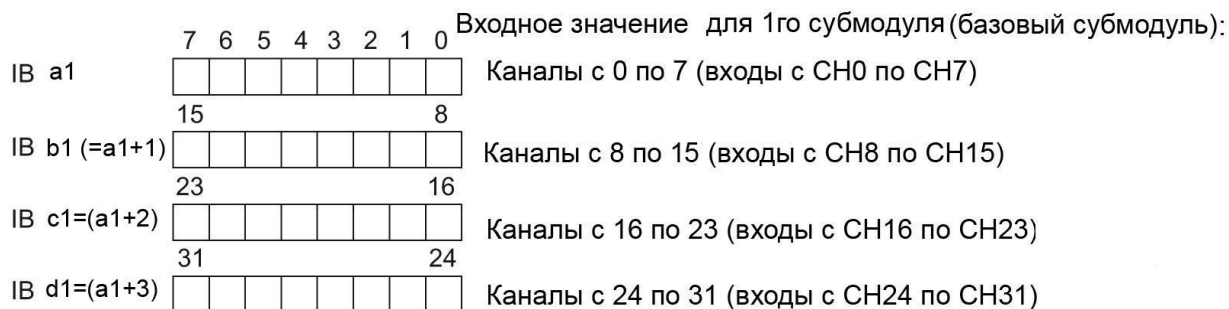 Входное значение для 1го субмодуля (базовый субмодуль):
7 6 5 4 3 2 1 0
IB a1 Каналы с 0 по 7 (входы с CH0 по CH7)
15 8
IB b1 (=a1+1) Каналы с 8 по 15 (входы с CH8 по CH15)
23 16
IB c1=(a1+2) Каналы с 16 по 23 (входы с CH16 по CH23)
31 24
IB d1=(a1+3) Каналы с 24 по 31 (входы с CH24 по CH31)